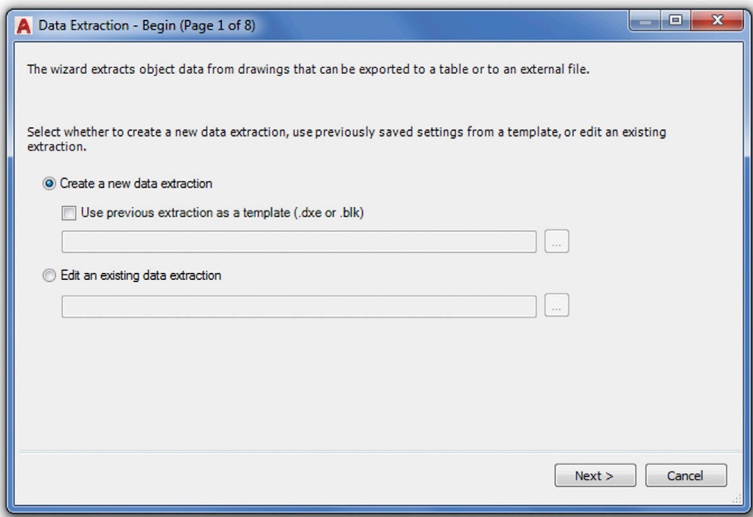 Data Extraction - Begin (Page 1 of 8)
The wizard extracts object data from drawings that can be exported to a table or to an external file.
Select whether to create a new data extraction, use previously saved settings from a template, or edit an existing
extraction.
Create a new data extraction
Use previous extraction as a template (.dxe or .blk)
...
Edit an existing data extraction
...
Next >
Cancel